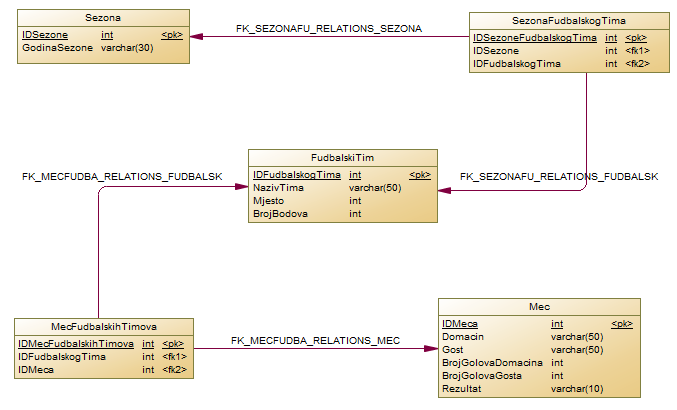 Sezona
IDSezone int <pk>
GodinaSezone varchar(30)
FK_SEZONAFU_RELATIONS_SEZONA
SezonaFudbalskogTima
IDSezoneFudbalskogTima int <pk>
IDSezone int <fk1>
IDFudbalskogTima int <fk2>
FudbalskiTim
IDFudbalskogTima int <pk>
NazivTima varchar(50)
Mjesto int
BrojBodova int
FK_MECFUDBA_RELATIONS_FUDBALSK
FK_SEZONAFU_RELATIONS_FUDBALSK
MecFudbalskihTimova
IDMecFudbalskihTimova int <pk>
IDFudbalskogTima int <fk1>
IDMeca int <fk2>
FK_MECFUDBA_RELATIONS_MEC
Mec
IDMeca int <pk>
Domacin varchar(50)
Gost varchar(50)
BrojGolovaDomacina int
BrojGolovaGosta int
Rezultat varchar(10)